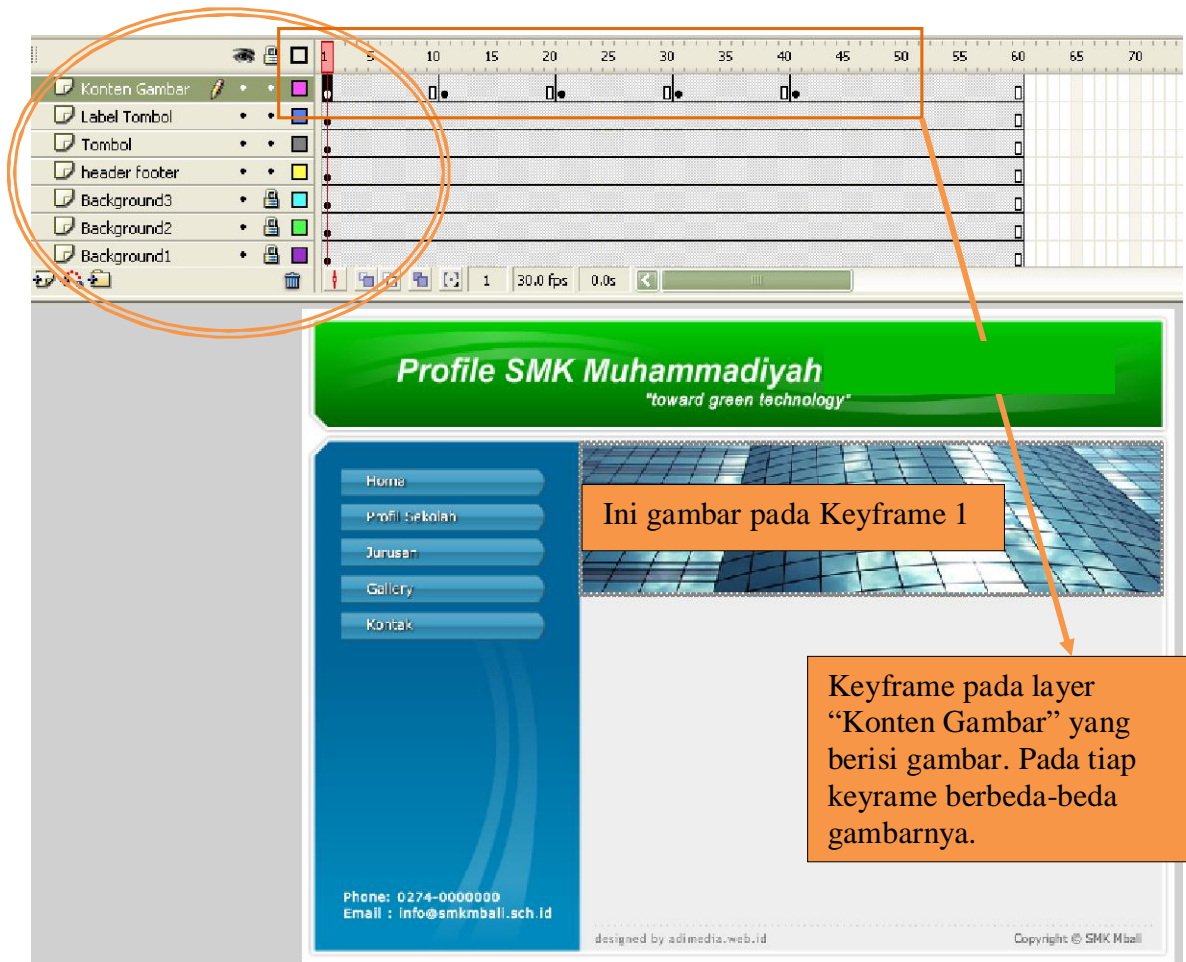 1 5 10 15 20 25 30 35 40 45 50 55 60 65 70
Konten Gambar
Label Tombol
Tombol
header footer
Background3
Background2
Background1
1 30.0 fps 0.0s
Profile SMK Muhammadiyah
"toward green technology"
Home
Profil Sekolah
Jurusan
Gallery
Kontak
Ini gambar pada Keyframe 1
Keyframe pada layer
“Konten Gambar” yang
berisi gambar. Pada tiap
keyrame berbeda-beda
gambarnya.
Phone: 0274-0000000
Email : info@smkmbali.sch.id
designed by adimedia.web.id
Copyright © SMK Mbali